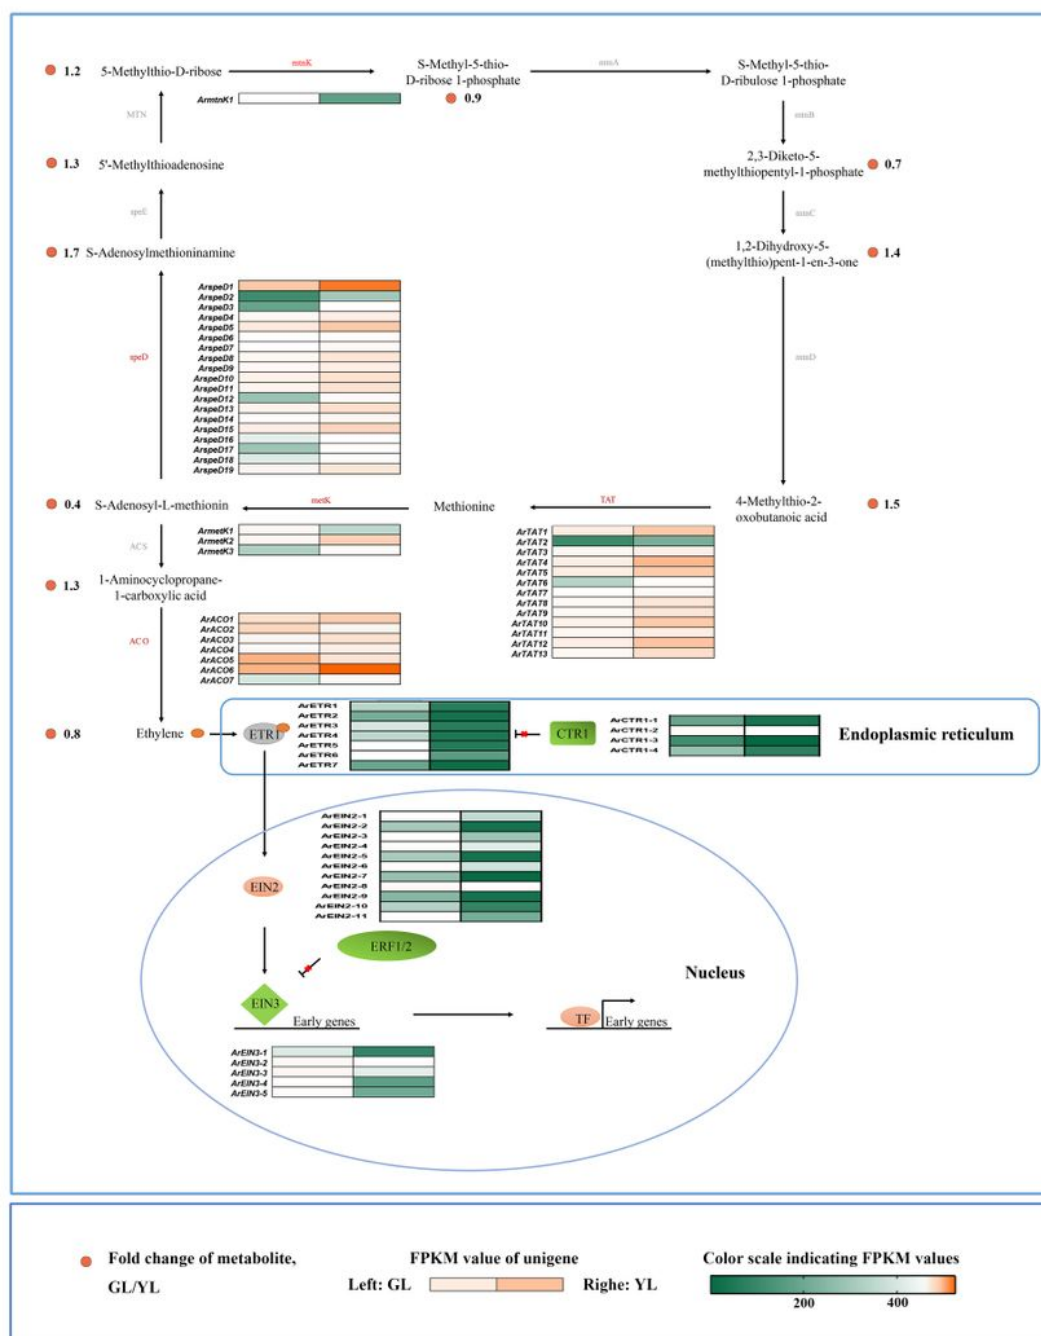 1.2
5-Methylthio-D-ribose
mtnK
S-Methyl-5-thio-
D-ribose 1-phosphate
0.9
mmA
S-Methyl-5-thio-
D-ribulose 1-phosphate
ArmtnK1
MTN
mmB
1.3
5'-Methylthioadenosine
2,3-Diketo-5-
methylthiopentyl-1-phosphate
0.7
speE
mmC
1.7
S-Adenosylmethioninamine
1,2-Dihydroxy-5-
(methylthio)pent-1-en-3-one
1.4
speD
ArspeD1
ArspeD2
ArspeD3
ArspeD4
ArspeD5
ArspeD6
ArspeD7
ArspeD8
ArspeD9
ArspeD10
ArspeD11
ArspeD12
ArspeD13
ArspeD14
ArspeD15
ArspeD16
ArspeD17
ArspeD18
ArspeD19
mmD
0.4
S-Adenosyl-L-methionin
metK
Methionine
TAT
4-Methylthio-2-
oxobutanoic acid
1.5
ArmetK1
ArmetK2
ArmetK3
ArTAT1
ArTAT2
ArTAT3
ArTAT4
ArTAT5
ArTAT6
ArTAT7
ArTAT8
ArTAT9
ArTAT10
ArTAT11
ArTAT12
ArTAT13
ACS
1.3
1-Aminocyclopropane-
1-carboxylic acid
ACO
ArACO1
ArACO2
ArACO3
ArACO4
ArACO5
ArACO6
ArACO7
0.8
Ethylene
ETR1
ArETR1
ArETR2
ArETR3
ArETR4
ArETR5
ArETR6
ArETR7
CTR1
ArCTR1-1
ArCTR1-2
ArCTR1-3
ArCTR1-4
Endoplasmic reticulum
EIN2
ArEIN2-1
ArEIN2-2
ArEIN2-3
ArEIN2-4
ArEIN2-5
ArEIN2-6
ArEIN2-7
ArEIN2-8
ArEIN2-9
ArEIN2-10
ArEIN2-11
ERF1/2
Nucleus
EIN3
Early genes
TF
Early genes
ArEIN3-1
ArEIN3-2
ArEIN3-3
ArEIN3-4
ArEIN3-5
Fold change of metabolite,
GL/YL
FPKM value of unigene
Left: GL
Righe: YL
Color scale indicating FPKM values
200
400